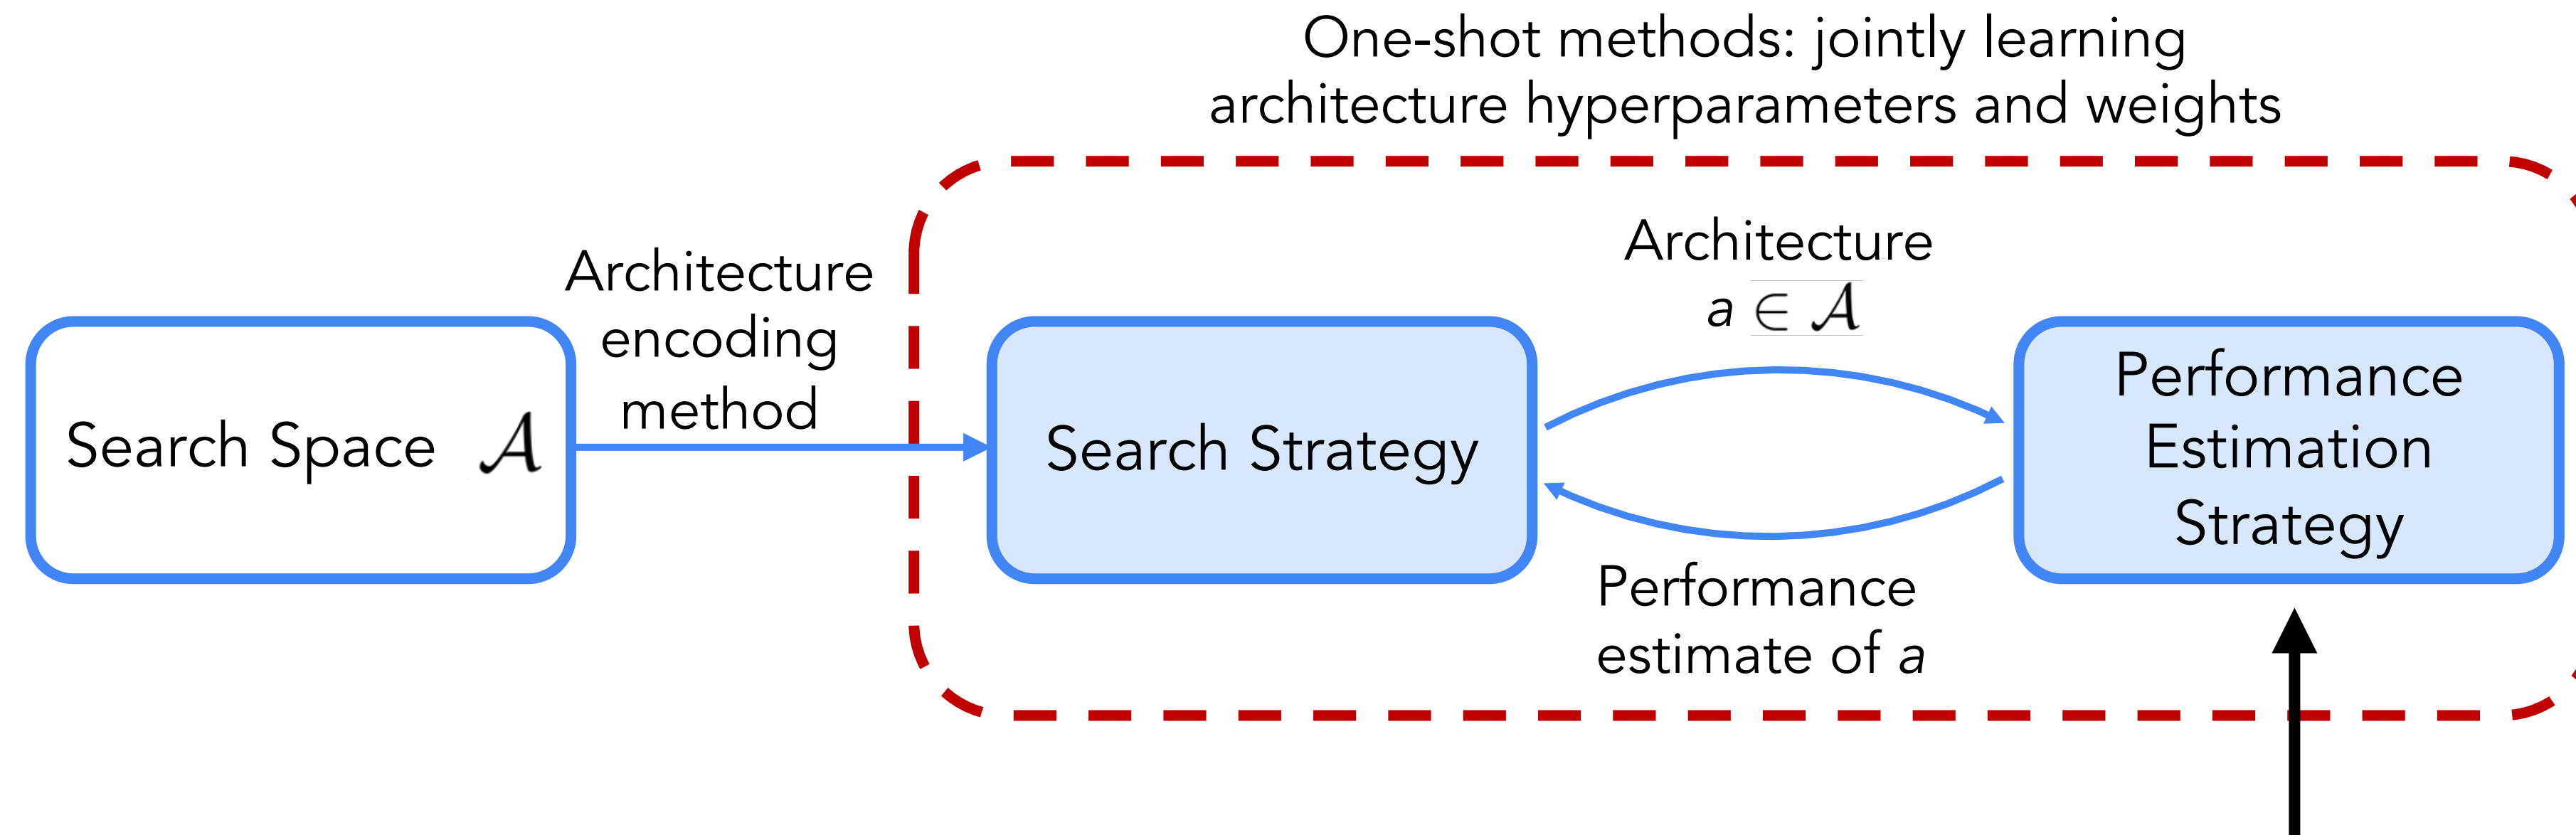 One-shot methods: jointly learning
architecture hyperparameters and weights
Architecture
encoding
method
Search Space 𝒜
Search Strategy
Architecture
a ∈ 𝒜
Performance
estimate of a
Performance
Estimation
Strategy